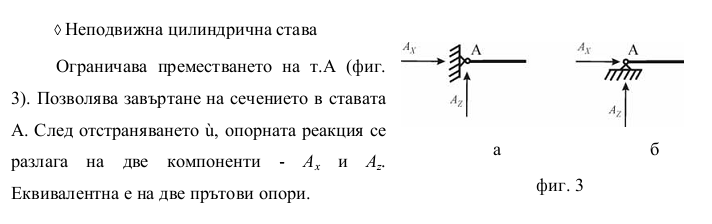 ◊ Неподвижна цилиндрична става
Ограничава преместването на т.А (фиг.
3). Позволява завъртане на сечението в ставата
А. След отстраняването ù, опорната реакция се
разлага на две компоненти - Ax и Az.
Еквивалентна е на две прътови опори.
AX A AZ
а
AX A AZ
б
фиг. 3